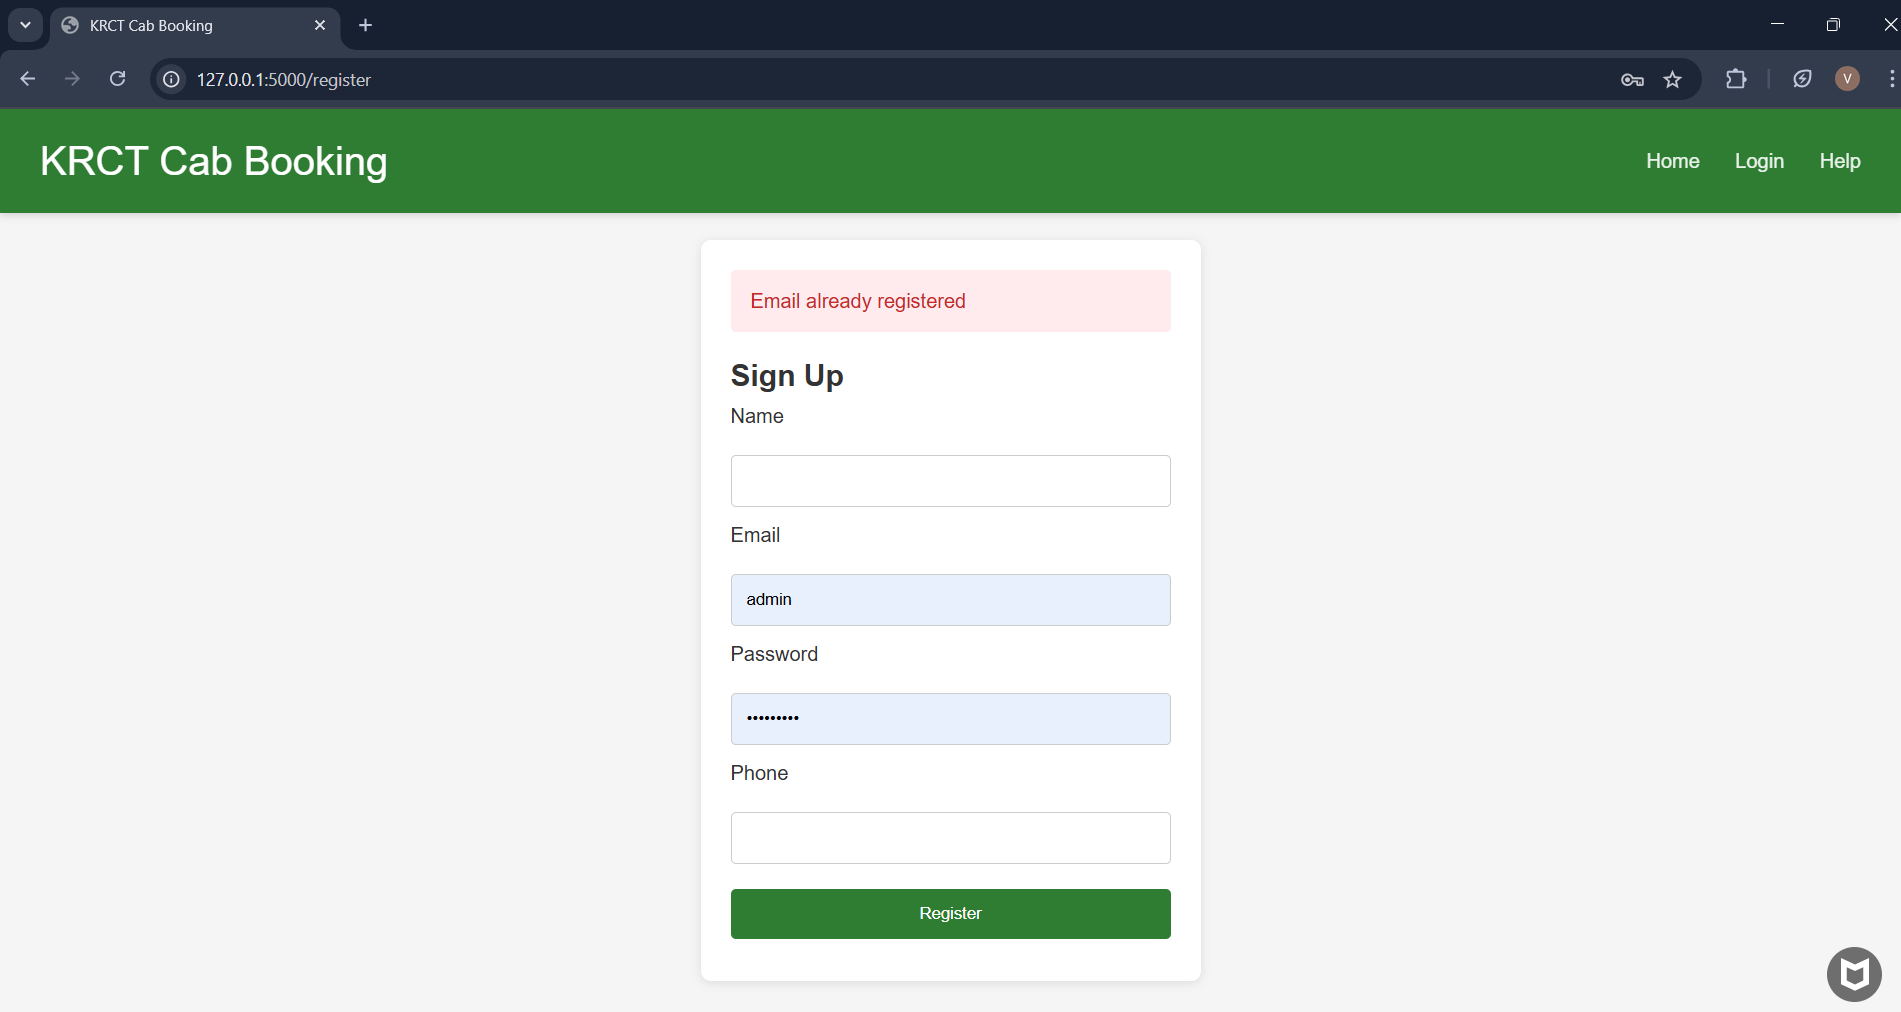 KRCT Cab Booking
127.0.0.1:5000/register
V
KRCT Cab Booking
Home Login Help
Email already registered
Sign Up
Name
Email
admin
Password
•••••••••
Phone
Register